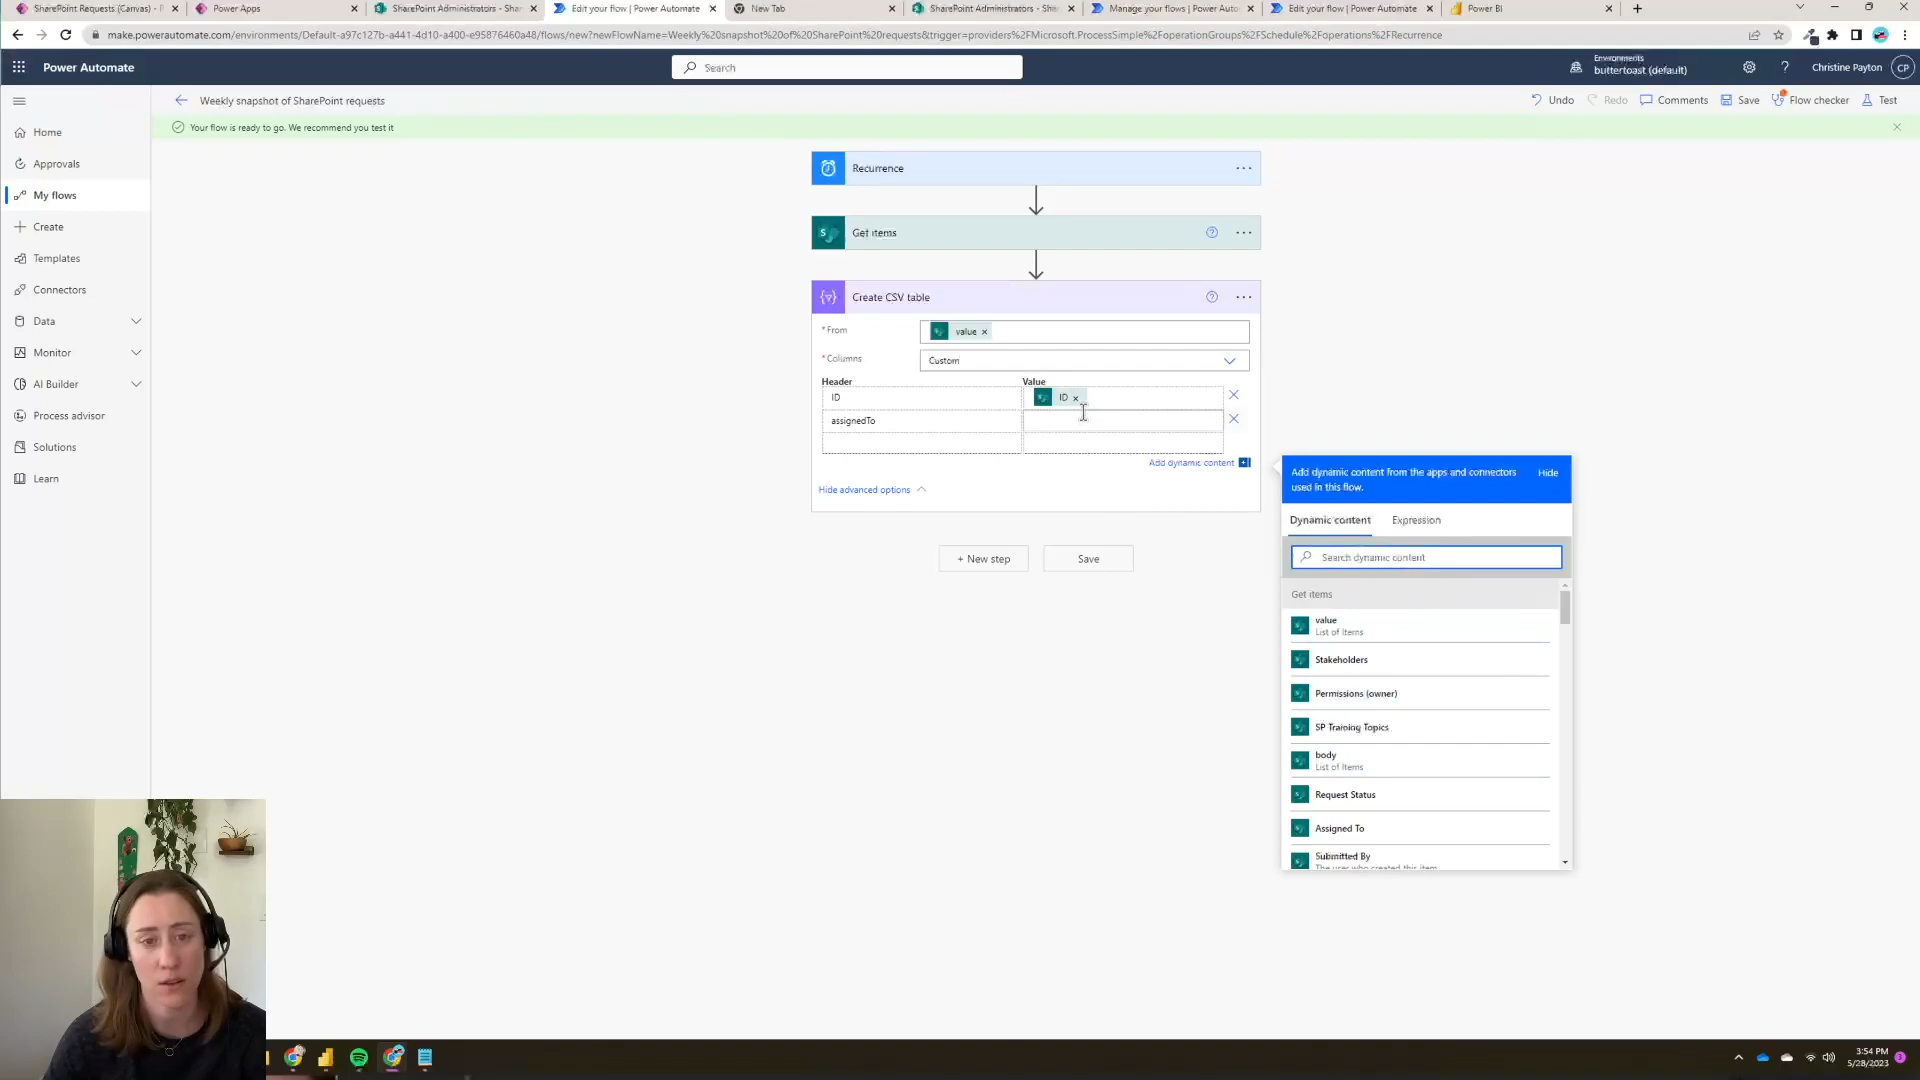 SharePoint Requests (Canvas) - P
Power Apps
SharePoint Administrators - Shar
Edit your flow | Power Automate
New Tab
SharePoint Administrators - Shar
Manage your flows | Power Auto
Edit your flow | Power Automate
Power BI
make.powerautomate.com/environments/Default-a97c127b-a441-4d10-a400-e95876460a48/flows/new?newFlowName=Weekly%20snapshot%20of%20SharePoint%20requests&trigger=providers%2FMicrosoft.ProcessSimple%2FoperationGroups%2FSchedule%2Foperations%2FRecurrence
Power Automate
Search
Environments
buttertoast (default)
Christine Payton
CP
Weekly snapshot of SharePoint requests
Undo
Redo
Comments
Save
Flow checker
Test
Your flow is ready to go. We recommend you test it
Home
Approvals
My flows
Create
Templates
Connectors
Data
Monitor
AI Builder
Process advisor
Solutions
Learn
Recurrence
Get items
Create CSV table
* From
value
* Columns
Custom
Header
Value
ID
ID
assignedTo
Add dynamic content
Hide advanced options
+ New step
Save
Add dynamic content from the apps and connectors
used in this flow.
Hide
Dynamic content
Expression
Search dynamic content
Get items
value
List of Items
Stakeholders
Permissions (owner)
SP Training Topics
body
List of Items
Request Status
Assigned To
Submitted By
The user who created this item
3:54 PM
5/28/2023